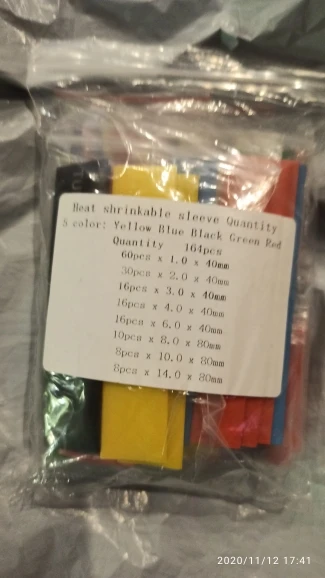 Heat shrinkable sleeve Quantity
5 color: Yellow Blue Black Green Red
Quantity 164pcs
60pcs x 1.0 x 40mm
30pcs x 2.0 x 40mm
16pcs x 3.0 x 40mm
16pcs x 4.0 x 40mm
16pcs x 6.0 x 40mm
10pcs x 8.0 x 80mm
8pcs x 10.0 x 80mm
8pcs x 14.0 x 80mm
2020/11/12 17:41